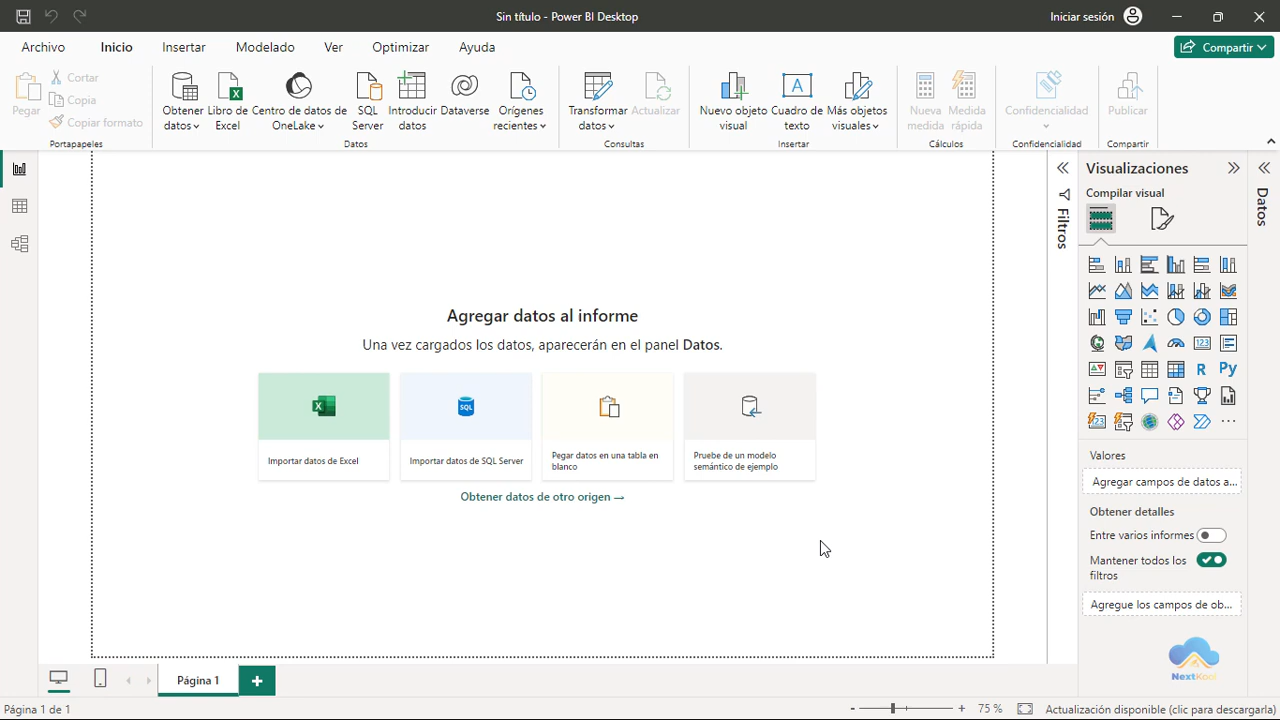 Sin título - Power BI Desktop
Iniciar sesión
Archivo
Inicio
Insertar
Modelado
Ver
Optimizar
Ayuda
Compartir
Pegar
Cortar
Copia
Copiar formato
Portapapeles
Obtener
datos
Libro de
Excel
Centro de datos de
OneLake
SQL
Server
Introducir
datos
Dataverse
Orígenes
recientes
Datos
Transformar
datos
Actualizar
Consultas
Nuevo objeto
visual
A
Cuadro de
texto
Más objetos
visuales
Insertar
Nueva
medida
Medida
rápida
Cálculos
Confidencialidad
Confidencialidad
Publicar
Compartir
Agregar datos al informe
Una vez cargados los datos, aparecerán en el panel Datos.
SQL
Importar datos de Excel
Importar datos de SQL Server
Pegar datos en una tabla en
blanco
Pruebe de un modelo
semántico de ejemplo
Obtener datos de otro origen →
Filtros
Visualizaciones
Compilar visual
123
R
Py
Valores
Agregar campos de datos a...
Obtener detalles
Entre varios informes
Mantener todos los
filtros
Agregue los campos de ob...
NextKool
Datos
Página 1
Página 1 de 1
- + 75 %
Actualización disponible (clic para descargarla)